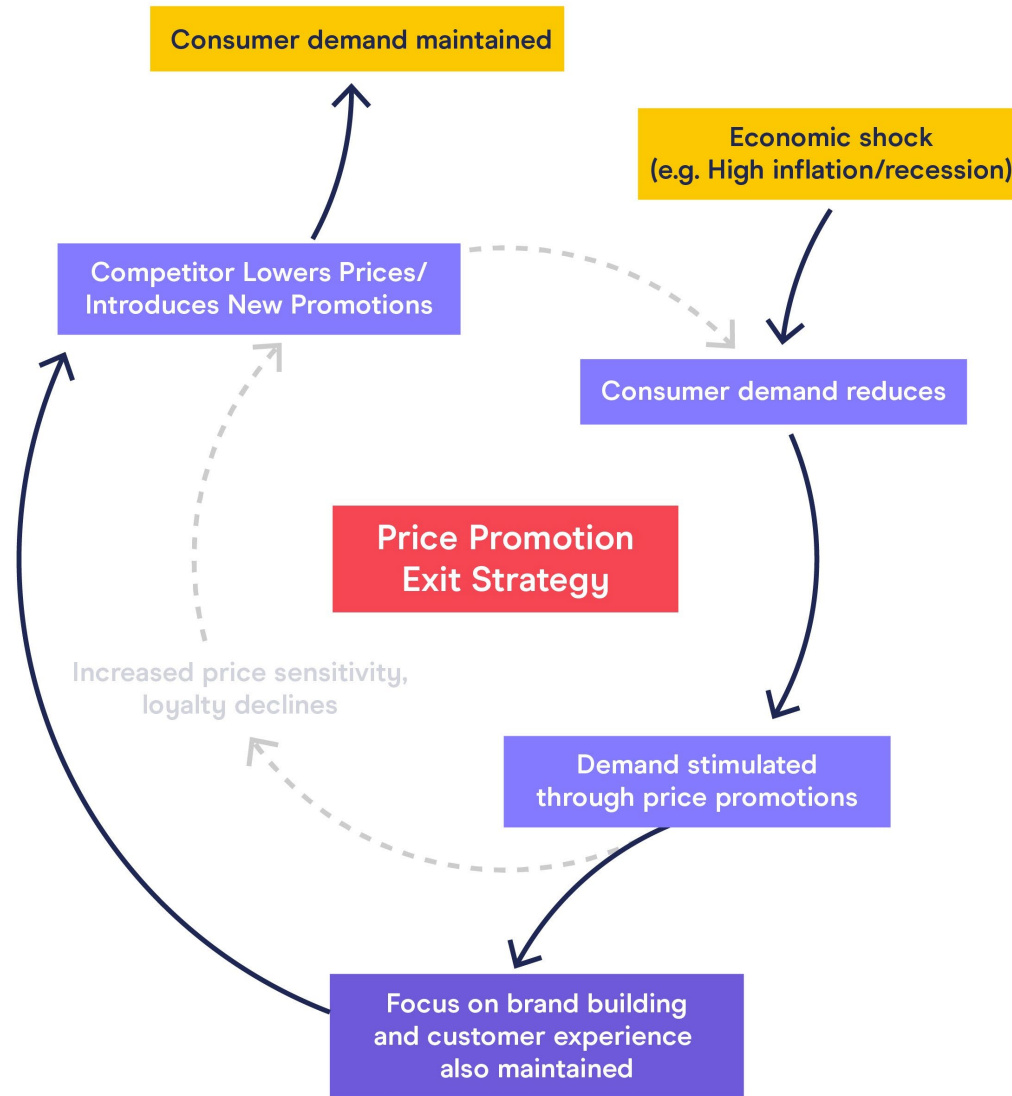 Consumer demand maintained
Economic shock
(e.g. High inflation/recession)
Competitor Lowers Prices/
Introduces New Promotions
Consumer demand reduces
Price Promotion
Exit Strategy
Increased price sensitivity,
loyalty declines
Demand stimulated
through price promotions
Focus on brand building
and customer experience
also maintained